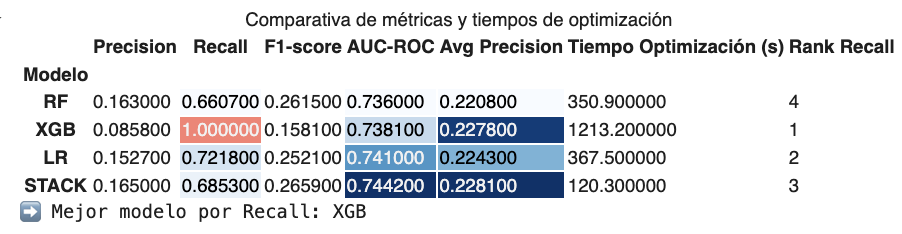 Comparativa de métricas y tiempos de optimización
Precision Recall F1-score AUC-ROC Avg Precision Tiempo Optimización (s) Rank Recall
Modelo
RF 0.163000 0.660700 0.261500 0.736000 0.220800 350.900000 4
XGB 0.085800 1.000000 0.158100 0.738100 0.227800 1213.200000 1
LR 0.152700 0.721800 0.252100 0.741000 0.224300 367.500000 2
STACK 0.165000 0.685300 0.265900 0.744200 0.228100 120.300000 3
➡️ Mejor modelo por Recall: XGB